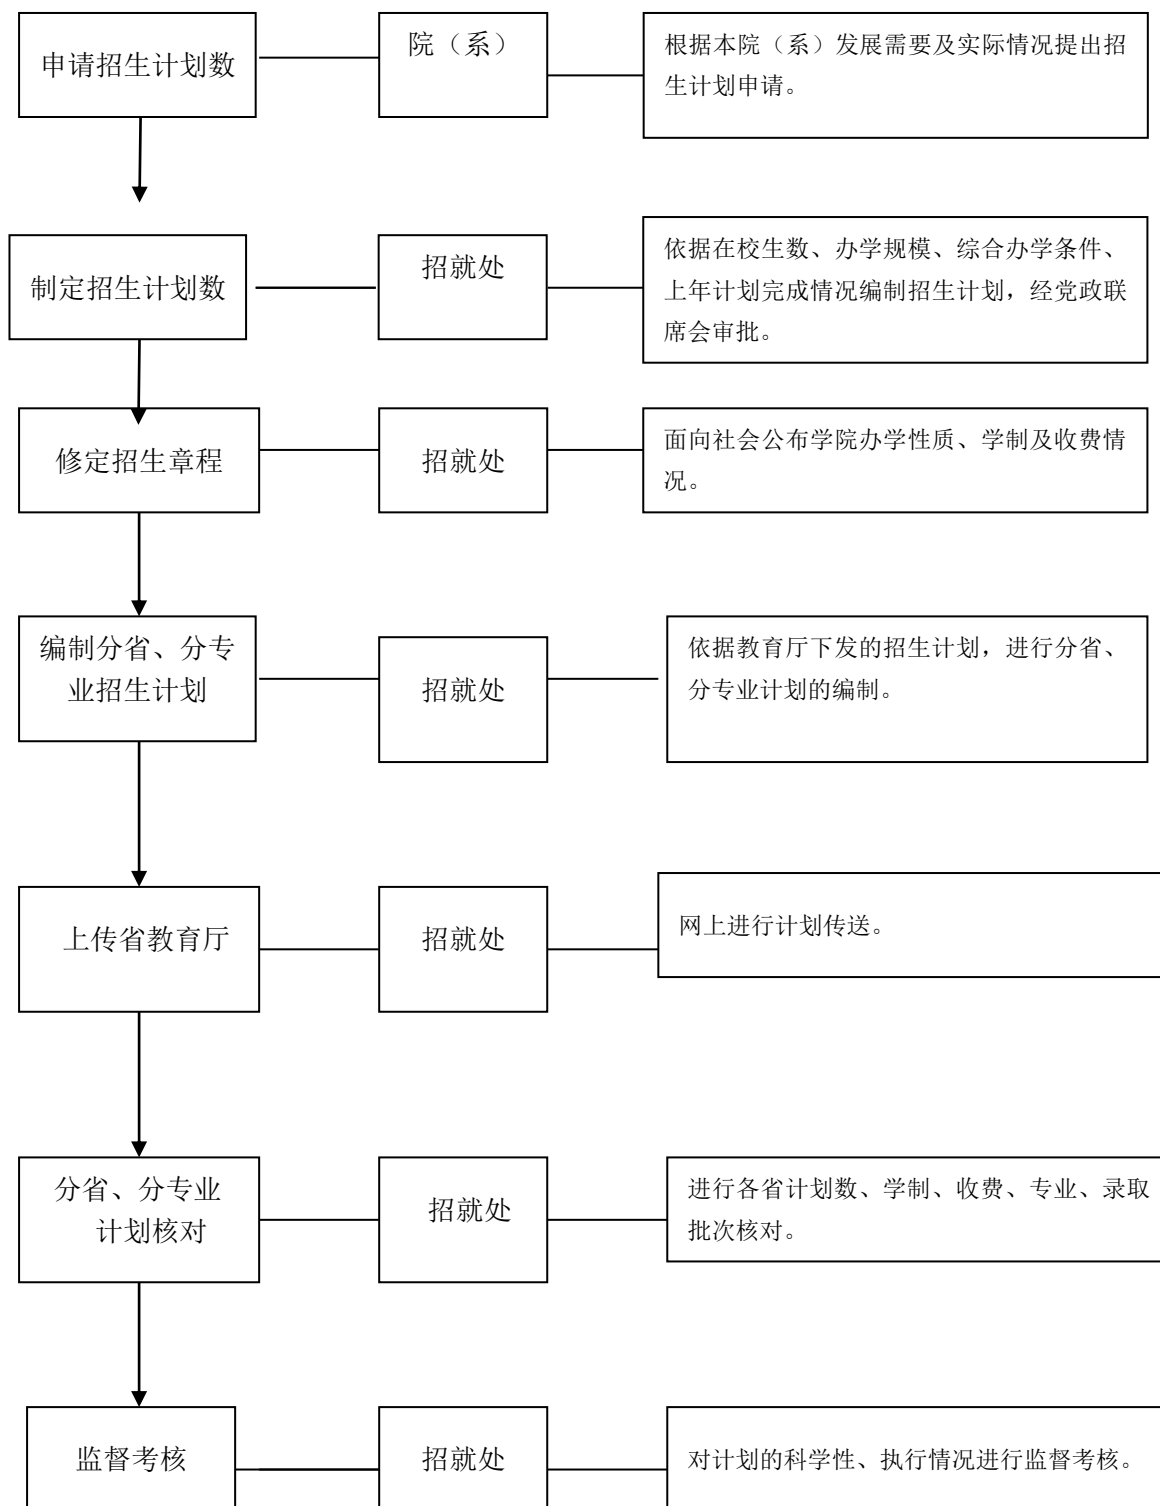 申请招生计划数
院（系）
根据本院（系）发展需要及实际情况提出招
生计划申请。
制定招生计划数
招就处
依据在校生数、办学规模、综合办学条件、
上年计划完成情况编制招生计划，经党政联
席会审批。
修定招生章程
招就处
面向社会公布学院办学性质、学制及收费情
况。
编制分省、分专
业招生计划
招就处
依据教育厅下发的招生计划，进行分省、
分专业计划的编制。
上传省教育厅
招就处
网上进行计划传送。
分省、分专业
计划核对
招就处
进行各省计划数、学制、收费、专业、录取
批次核对。
监督考核
招就处
对计划的科学性、执行情况进行监督考核。